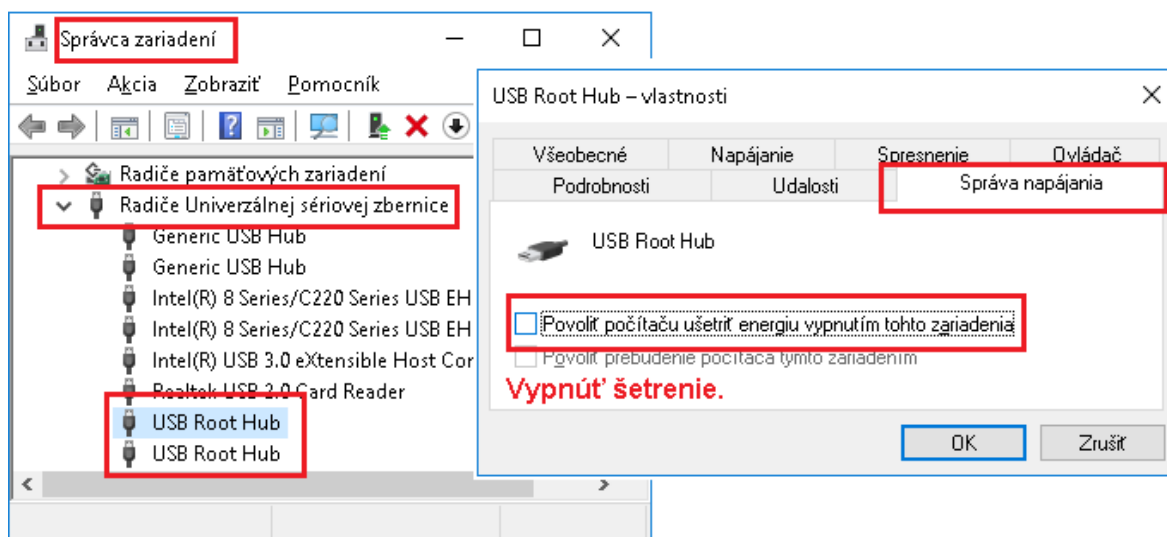 Správca zariadení
Súbor Akcia Zobraziť Pomocník
Radiče pamäťových zariadení
Radiče Univerzálnej sériovej zbernice
Generic USB Hub
Generic USB Hub
Intel(R) 8 Series/C220 Series USB EH
Intel(R) 8 Series/C220 Series USB EH
Intel(R) USB 3.0 eXtensible Host Cor
Realtek USB 2.0 Card Reader
USB Root Hub
USB Root Hub
USB Root Hub – vlastnosti
Všeobecné Napájanie Spresnenie Ovládač
Podrobnosti Udalosti Správa napájania
USB Root Hub
Povoliť počítaču ušetriť energiu vypnutím tohto zariadenia
Povoliť prebudenie počítača týmto zariadením
Vypnúť šetrenie.
OK Zrušiť